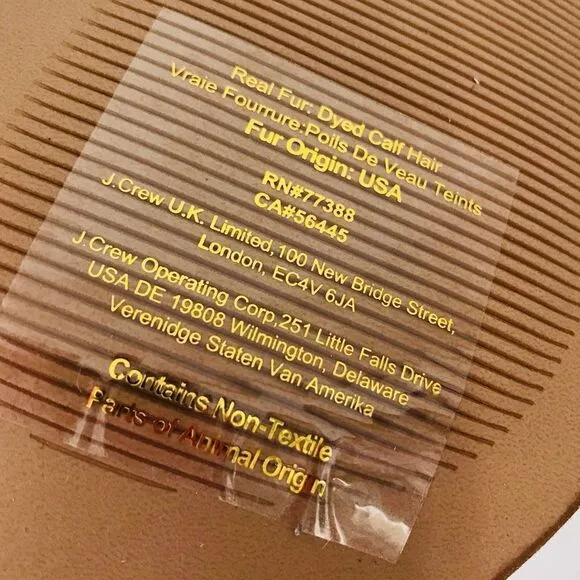 Real Fur: Dyed Calf Hair
Vraie Fourrure:Poils De Veau Teints
Fur Origin: USA
RN#77388
CA#56445
J.Crew U.K. Limited,100 New Bridge Street,
London, EC4V 6JA
J.Crew Operating Corp,251 Little Falls Drive
USA DE 19808 Wilmington, Delaware
Verenidge Staten Van Amerika
Contains Non-Textile
Parts of Animal Origin